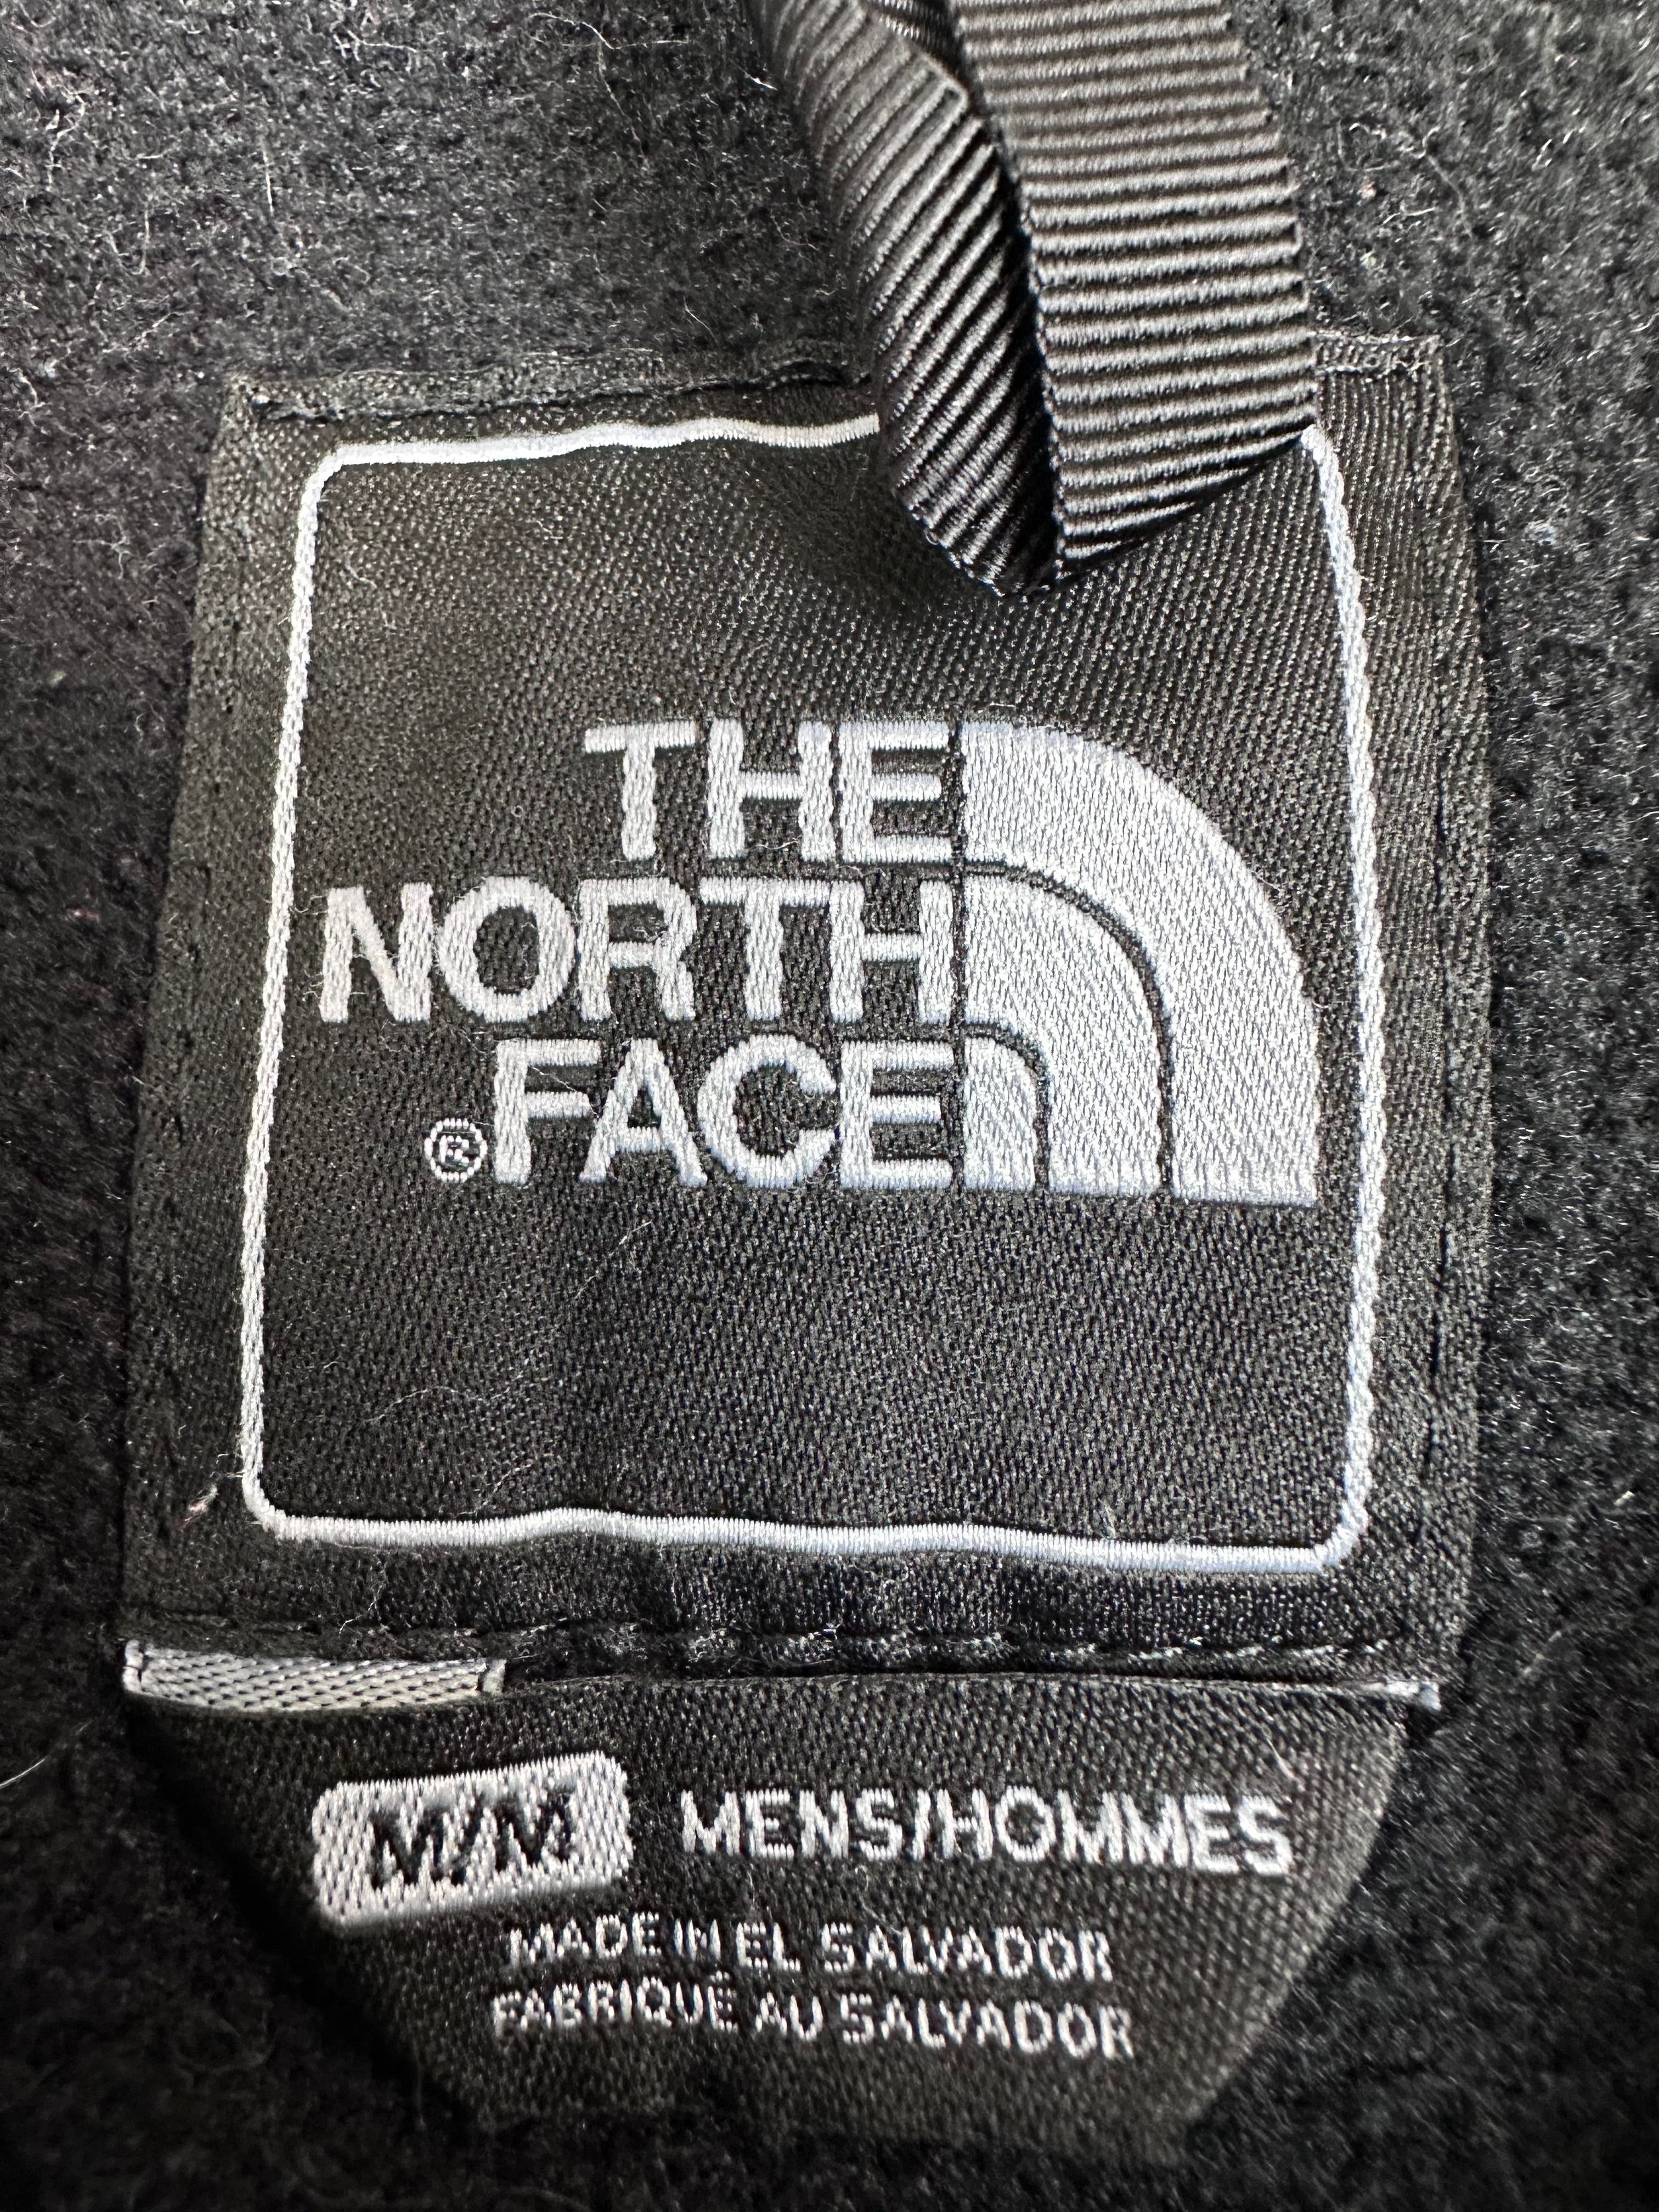 THE
NORTH
FACE
®
M/M MENS/HOMMES
MADE IN EL SALVADOR
FABRIQUÉ AU SALVADOR